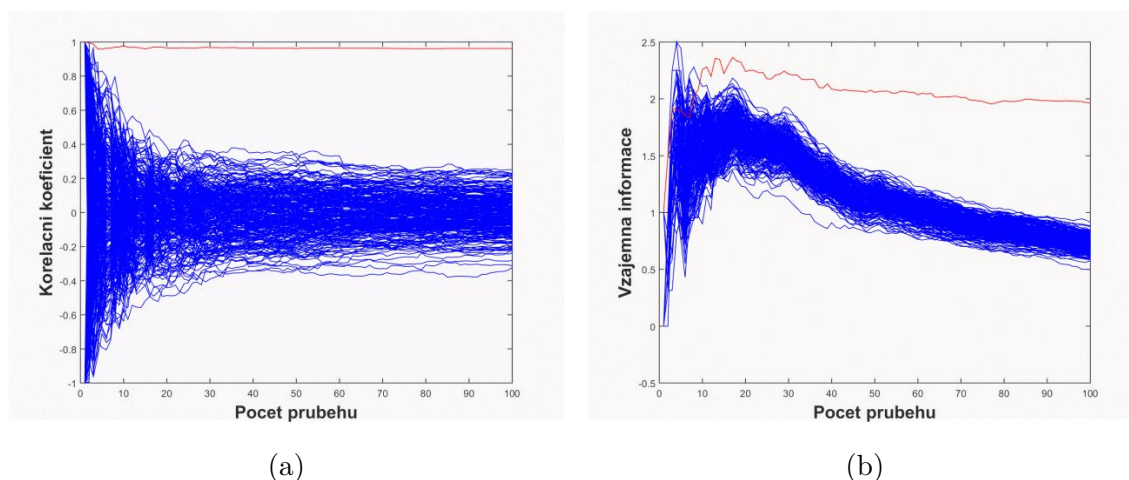 1
0.8
0.6
0.4
0.2
0
-0.2
-0.4
-0.6
-0.8
-1
Korelacni koeficient
0 10 20 30 40 50 60 70 80 90 100
Pocet prubehu
(a)
2.5
2
1.5
1
0.5
0
-0.5
Vzajemna informace
0 10 20 30 40 50 60 70 80 90 100
Pocet prubehu
(b)